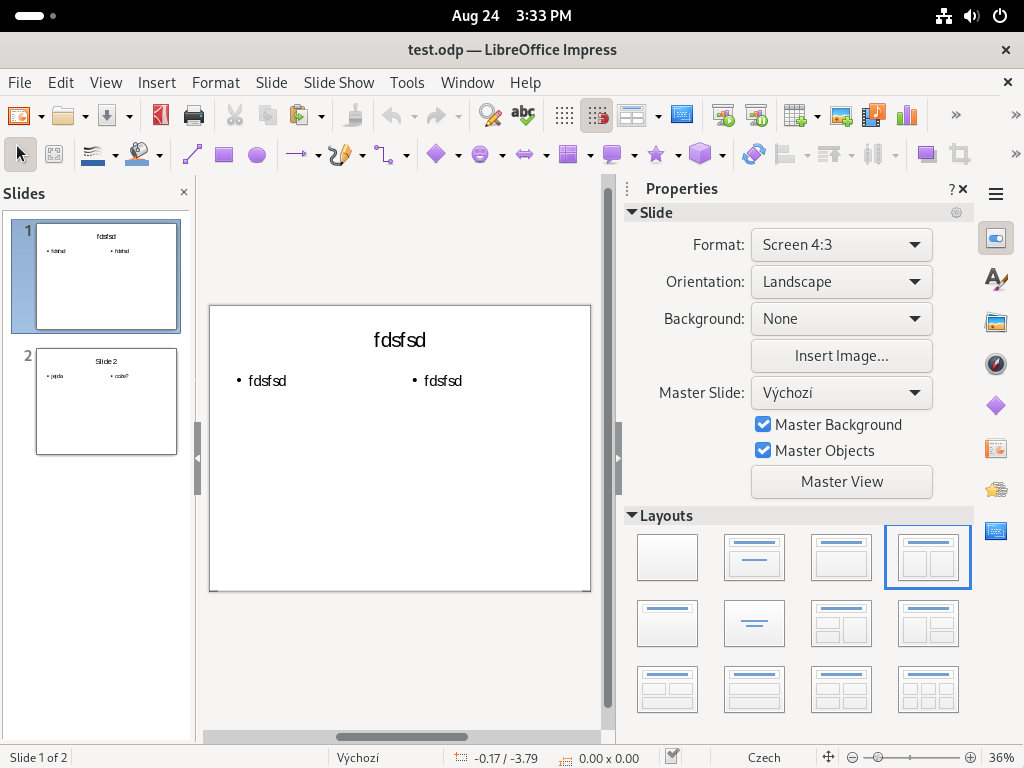 Aug 24 3:33 PM
test.odp — LibreOffice Impress
File Edit View Insert Format Slide Slide Show Tools Window Help
abc
Slides
Properties
?
Slide
Format: Screen 4:3
Orientation: Landscape
Background: None
Insert Image...
Master Slide: Výchozí
Master Background
Master Objects
Master View
Layouts
1
fdsfsd
• fdsfsd • fdsfsd
2
Slide 2
• jejda • copě?
fdsfsd
• fdsfsd • fdsfsd
Slide 1 of 2 Výchozí -0.17 / -3.79 0.00 x 0.00 Czech 36%